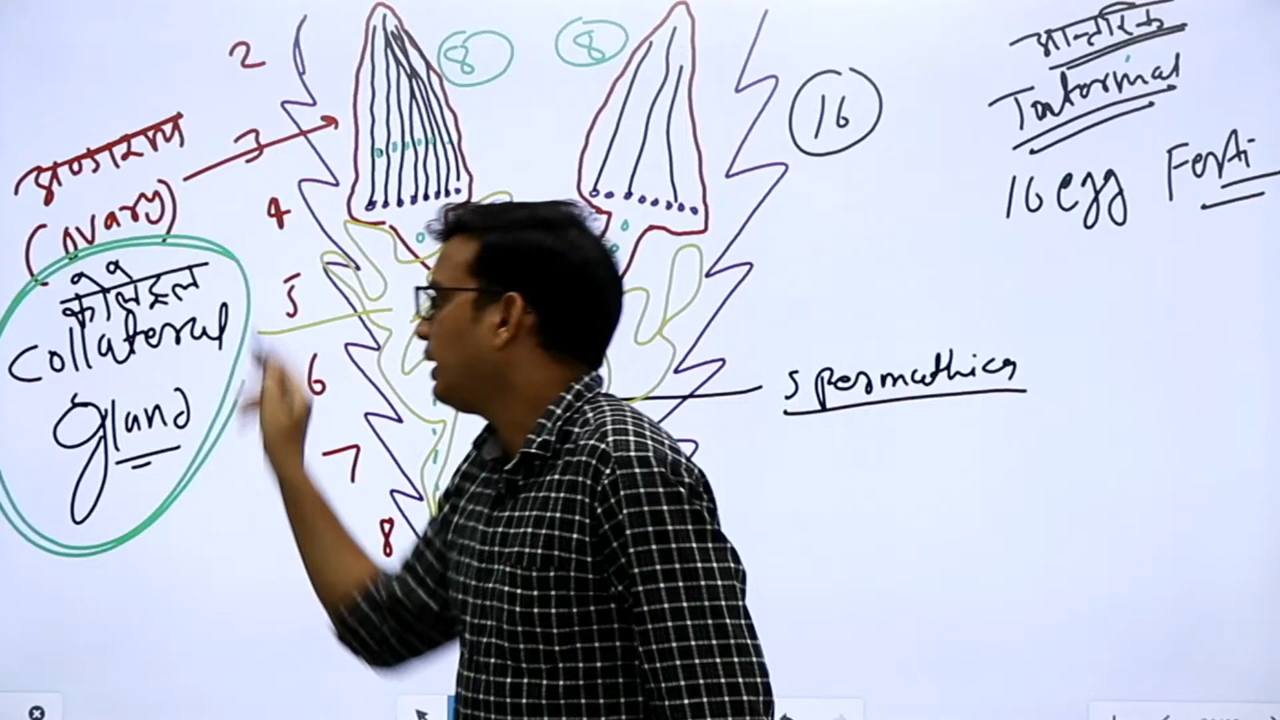 2
3
4
5
6
7
8
अण्डाशय
(ovary)
कोलेट्रल
Collateral
gland
8
8
16
spermathica
आन्तरिक
Internal
16 egg Ferti